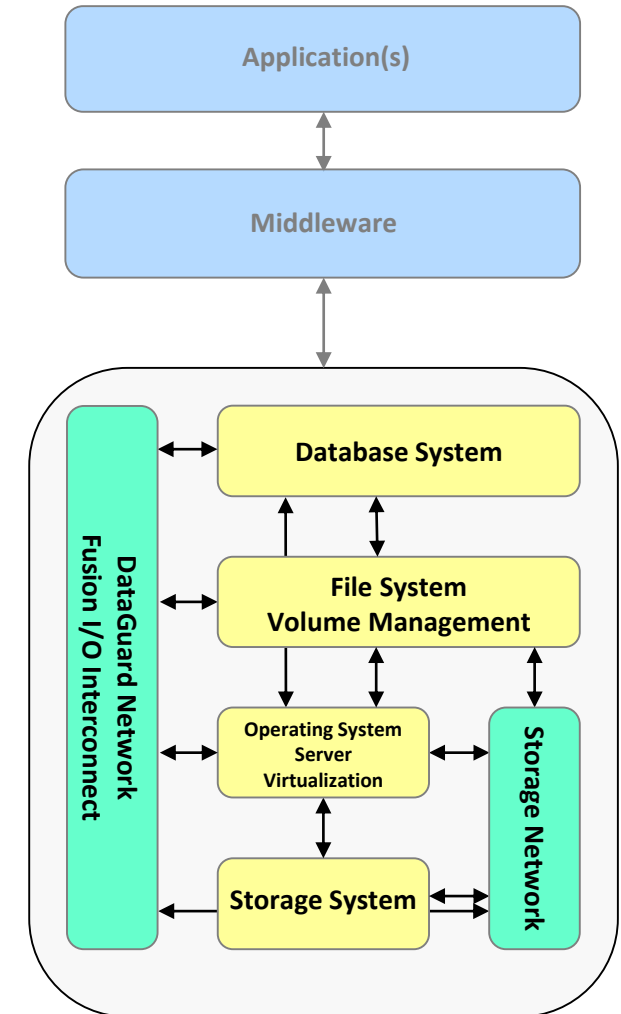 Application(s)
Middleware
Database System
DataGuard Network
Fusion I/O Interconnect
File System
Volume Management
Operating System
Server
Virtualization
Storage Network
Storage System